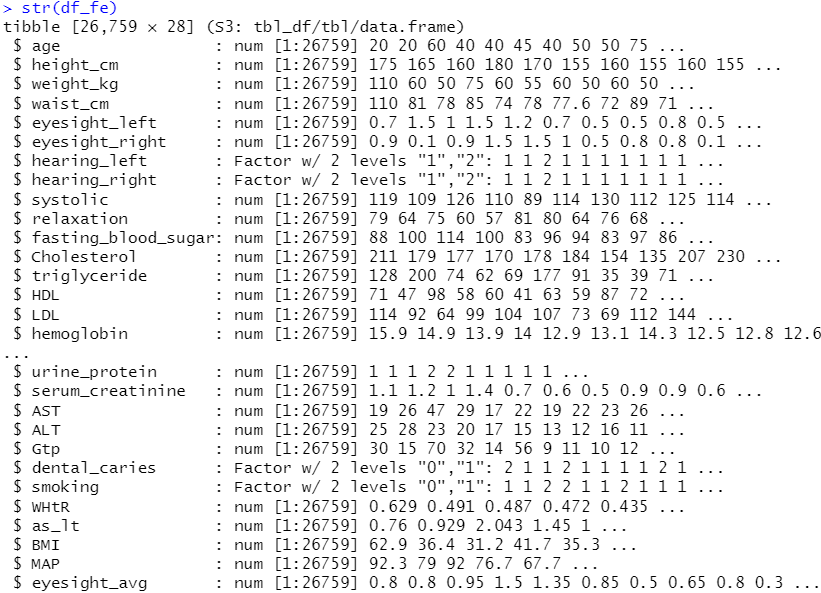 > str(df_fe)
tibble [26,759 × 28] (S3: tbl_df/tbl/data.frame)
 $ age                : num [1:26759] 20 20 60 40 40 45 40 50 50 75 ...
 $ height_cm          : num [1:26759] 175 165 160 180 170 155 160 155 160 155 ...
 $ weight_kg          : num [1:26759] 110 60 50 75 60 55 60 50 60 50 ...
 $ waist_cm           : num [1:26759] 110 81 78 85 74 78 77.6 72 89 71 ...
 $ eyesight_left      : num [1:26759] 0.7 1.5 1 1.5 1.2 0.7 0.5 0.5 0.8 0.5 ...
 $ eyesight_right     : num [1:26759] 0.9 0.1 0.9 1.5 1.5 1 0.5 0.8 0.8 0.1 ...
 $ hearing_left       : Factor w/ 2 levels "1","2": 1 1 2 1 1 1 1 1 1 1 ...
 $ hearing_right      : Factor w/ 2 levels "1","2": 1 1 2 1 1 1 1 1 1 1 ...
 $ systolic           : num [1:26759] 119 109 126 110 89 114 130 112 125 114 ...
 $ relaxation         : num [1:26759] 79 64 75 60 57 81 80 64 76 68 ...
 $ fasting_blood_sugar: num [1:26759] 88 100 114 100 83 96 94 83 97 86 ...
 $ Cholesterol        : num [1:26759] 211 179 177 170 178 184 154 135 207 230 ...
 $ triglyceride       : num [1:26759] 128 200 74 62 69 177 91 35 39 71 ...
 $ HDL                : num [1:26759] 71 47 98 58 60 41 63 59 87 72 ...
 $ LDL                : num [1:26759] 114 92 64 99 104 107 73 69 112 144 ...
 $ hemoglobin         : num [1:26759] 15.9 14.9 13.9 14 12.9 13.1 14.3 12.5 12.8 12.6
...
 $ urine_protein      : num [1:26759] 1 1 1 2 2 1 1 1 1 1 ...
 $ serum_creatinine   : num [1:26759] 1.1 1.2 1 1.4 0.7 0.6 0.5 0.9 0.9 0.6 ...
 $ AST                : num [1:26759] 19 26 47 29 17 22 19 22 23 26 ...
 $ ALT                : num [1:26759] 25 28 23 20 17 15 13 12 16 11 ...
 $ Gtp                : num [1:26759] 30 15 70 32 14 56 9 11 10 12 ...
 $ dental_caries      : Factor w/ 2 levels "0","1": 2 1 1 2 1 1 1 1 2 1 ...
 $ smoking            : Factor w/ 2 levels "0","1": 1 1 2 2 1 1 2 1 1 1 ...
 $ WHtR               : num [1:26759] 0.629 0.491 0.487 0.472 0.435 ...
 $ as_lt              : num [1:26759] 0.76 0.929 2.043 1.45 1 ...
 $ BMI                : num [1:26759] 62.9 36.4 31.2 41.7 35.3 ...
 $ MAP                : num [1:26759] 92.3 79 92 76.7 67.7 ...
 $ eyesight_avg       : num [1:26759] 0.8 0.8 0.95 1.5 1.35 0.85 0.5 0.65 0.8 0.3 ...